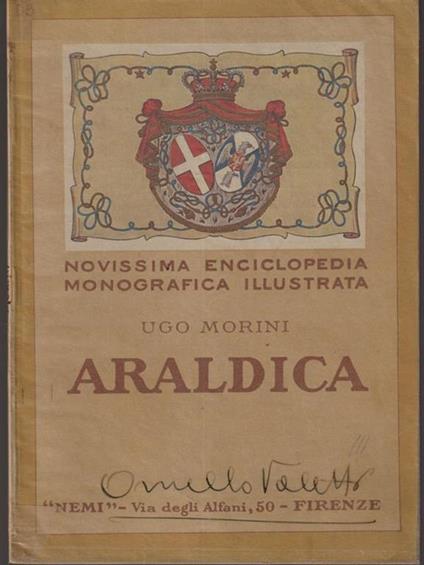 NOVISSIMA ENCICLOPEDIA
MONOGRAFICA ILLUSTRATA
UGO MORINI
ARALDICA
"NEMI" - Via degli Alfani, 50 - FIRENZE